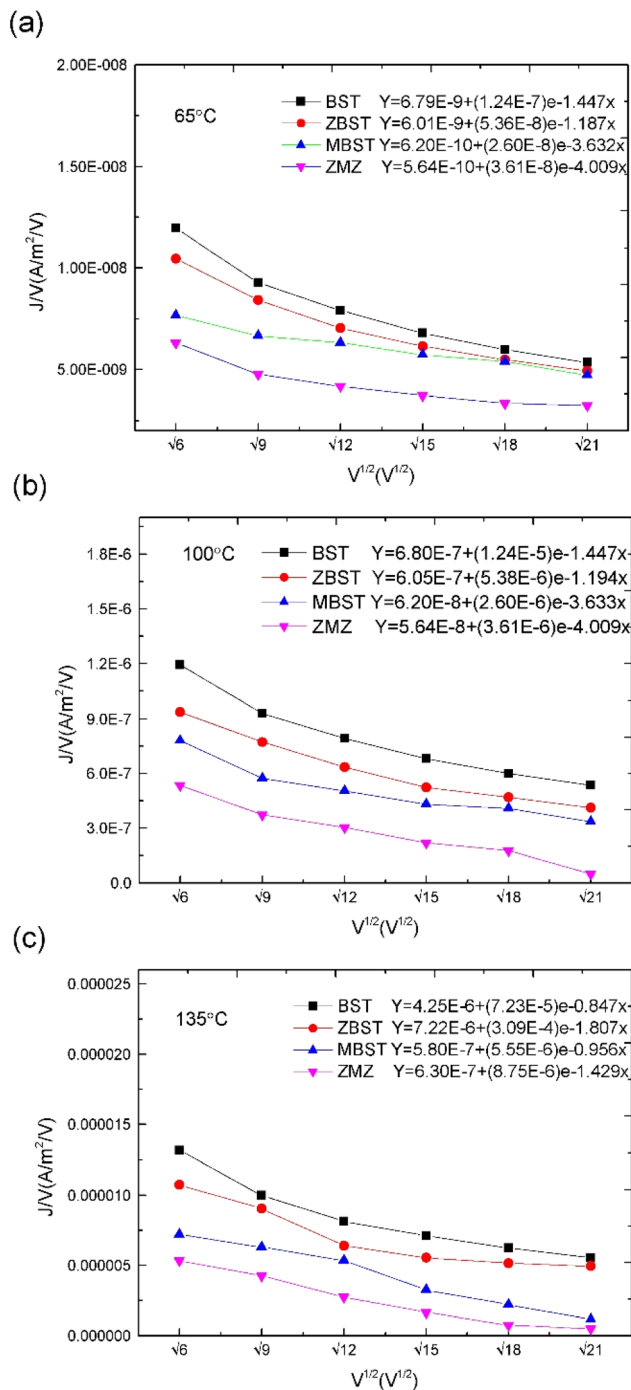 (a)
2.00E-008
1.50E-008
1.00E-008
5.00E-009
J/V(A/m²/V)
65°C
BST Y=6.79E-9+(1.24E-7)e-1.447x
ZBST Y=6.01E-9+(5.36E-8)e-1.187x
MBST Y=6.20E-10+(2.60E-8)e-3.632x
ZMZ Y=5.64E-10+(3.61E-8)e-4.009x
√6 √9 √12 √15 √18 √21
V^1/2(V^1/2)
(b)
1.8E-6
1.5E-6
1.2E-6
9.0E-7
6.0E-7
3.0E-7
0.0
J/V(A/m²/V)
100°C
BST Y=6.80E-7+(1.24E-5)e-1.447x
ZBST Y=6.05E-7+(5.38E-6)e-1.194x
MBST Y=6.20E-8+(2.60E-6)e-3.633x
ZMZ Y=5.64E-8+(3.61E-6)e-4.009x
√6 √9 √12 √15 √18 √21
V^1/2(V^1/2)
(c)
0.000025
0.000020
0.000015
0.000010
0.000005
0.000000
J/V(A/m²/V)
135°C
BST Y=4.25E-6+(7.23E-5)e-0.847x
ZBST Y=7.22E-6+(3.09E-4)e-1.807x
MBST Y=5.80E-7+(5.55E-6)e-0.956x
ZMZ Y=6.30E-7+(8.75E-6)e-1.429x
√6 √9 √12 √15 √18 √21
V^1/2(V^1/2)